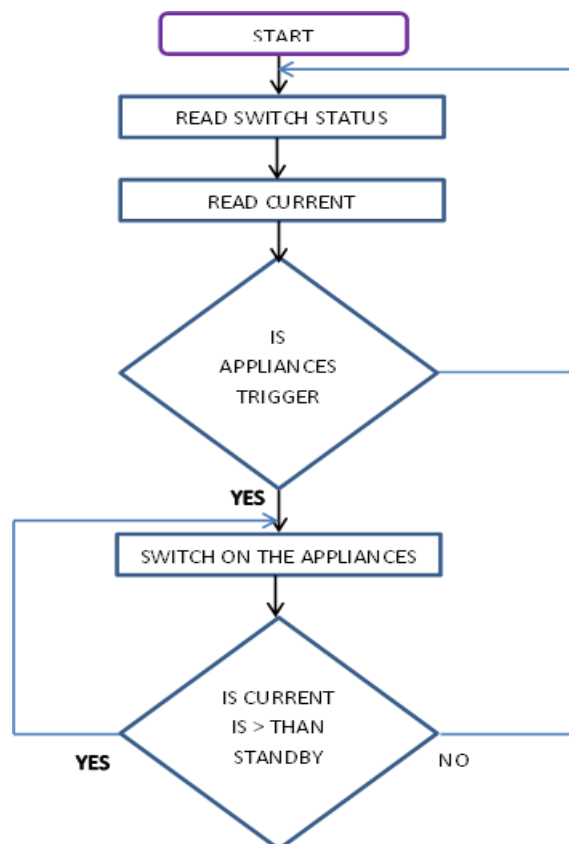 START
READ SWITCH STATUS
READ CURRENT
IS
APPLIANCES
TRIGGER
YES
SWITCH ON THE APPLIANCES
IS CURRENT
IS > THAN
STANDBY
YES
NO